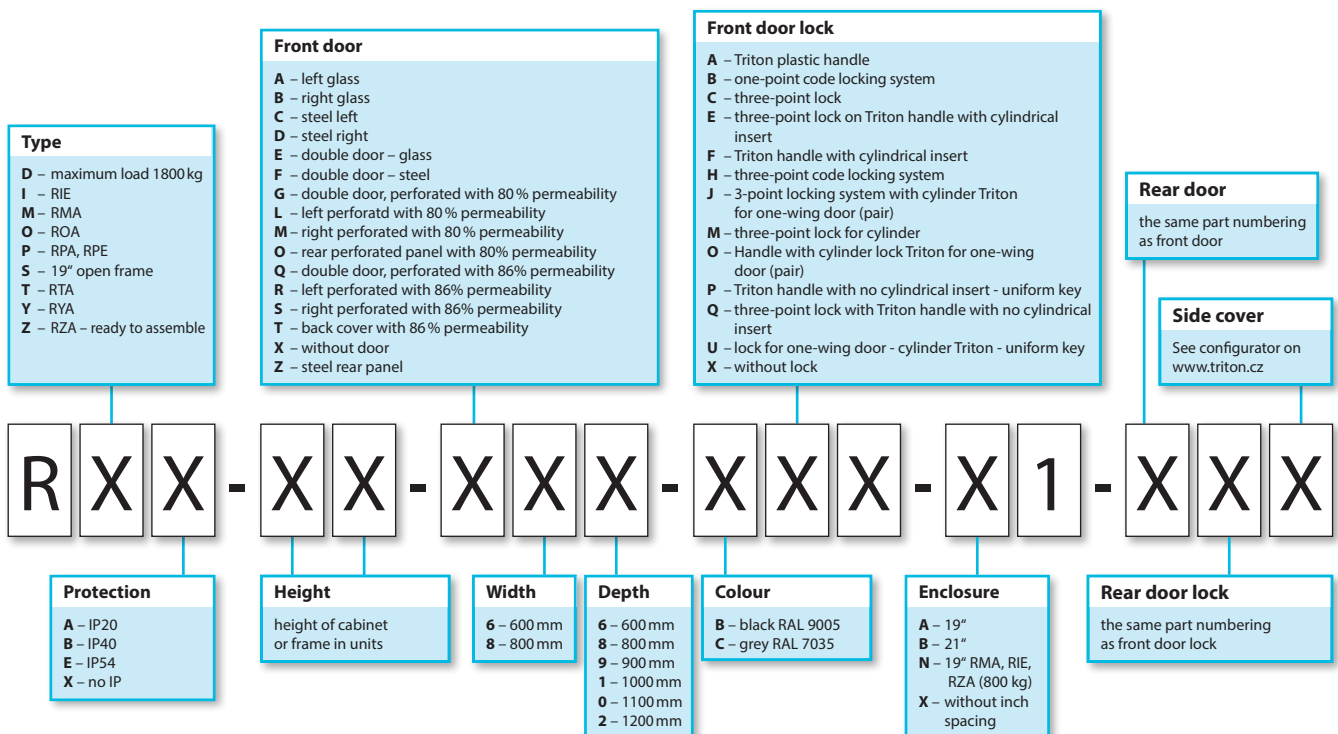 Front door
A – left glass
B – right glass
C – steel left
D – steel right
E – double door – glass
F – double door – steel
G – double door, perforated with 80 % permeability
L – left perforatd with 80 % permeability
M – right perforated with 80 % permeability
O – rear perforated panel with 80% permeability
Q – double door, perforated with 86% permeability
R – left perforated with 86% permeability
S – right perforated with 86% permeability
T – back cover with 86 % permeability
X – without door
Z – steel rear panel
Front door lock
A – Triton plastic handle
B – one-point code locking system
C – three-point lock
E – three-point lock on Triton handle with cylindrical
insert
F – Triton handle with cylindrical insert
H – three-point code locking system
J – 3-point locking system with cylinder Triton
for one-wing door (pair)
M – three-point lock for cylinder
O – Handle with cylinder lock Triton for one-wing
door (pair)
P – Triton handle with no cylindrical insert - uniform key
Q – three-point lock with Triton handle with no cylindrical
insert
U – lock for one-wing door - cylinder Triton - uniform key
X – without lock
Type
D – maximum load 1800 kg
I – RIE
M – RMA
O – ROA
P – RPA, RPE
S – 19“ open frame
T – RTA
Y – RYA
Z – RZA – ready to assemble
Rear door
the same part numbering
as front door
Side cover
See configurator on
www.triton.cz
R X X - X X - X X X - X X X - X 1 - X X X
Protection
A – IP20
B – IP40
E – IP54
X – no IP
Height
height of cabinet
or frame in units
Width
6 – 600 mm
8 – 800 mm
Depth
6 – 600 mm
8 – 800 mm
9 – 900 mm
1 – 1000 mm
0 – 1100 mm
2 – 1200 mm
Colour
B – black RAL 9005
C – grey RAL 7035
Enclosure
A – 19“
B – 21“
N – 19“ RMA, RIE,
RZA (800 kg)
X – without inch
spacing
Rear door lock
the same part numbering
as front door lock